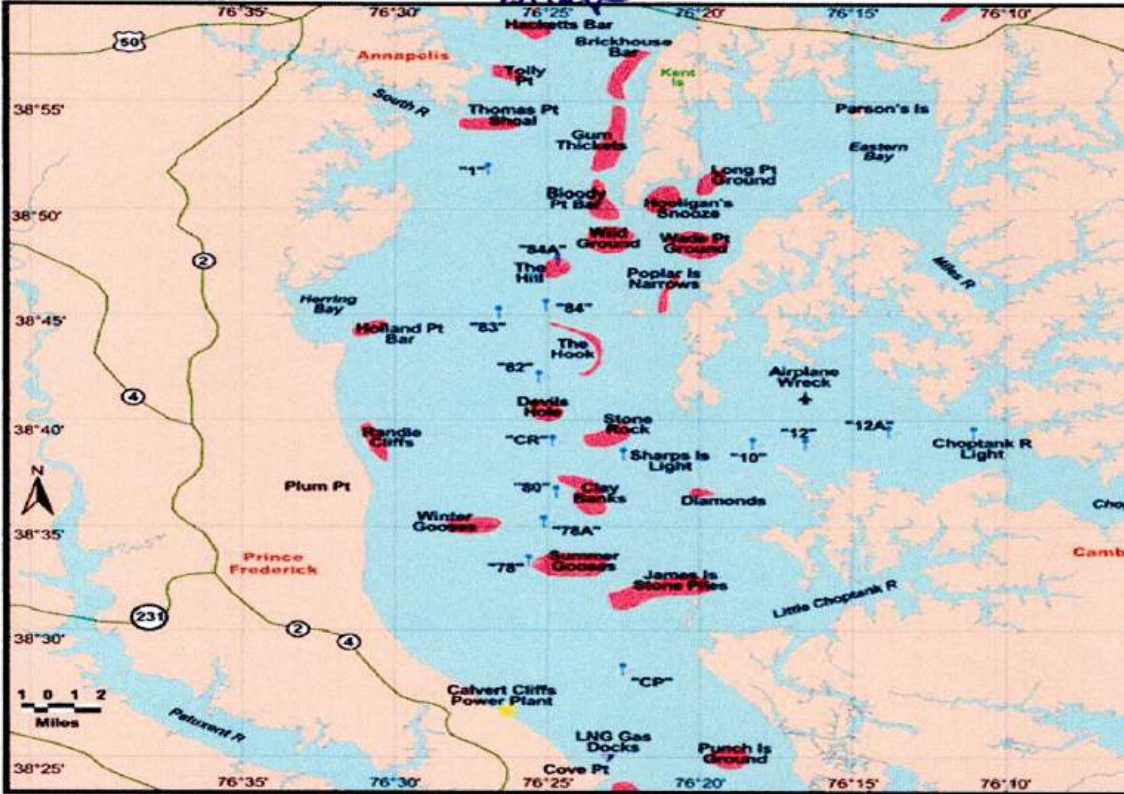 76°35'
76°30'
76°25'
76°20'
76°15'
76°10'
Hacketts Bar
50
Annapolis
Brickhouse
Bar
Tolly
Pt
Kent
Is
South R
38°55'
Thomas Pt
Shoal
Parson's Is
Gum
Thickets
Eastern
Bay
"1"
Long Pt
Ground
Bloody
Pt Bar
Hooligan's
Snooze
38°50'
Wild
Ground
Wade Pt
Ground
"84A"
2
The
Hill
Poplar Is
Narrows
Miles R
Herring
Bay
"84"
"83"
38°45'
Holland Pt
Bar
The
Hook
"82"
Airplane
Wreck
4
Devils
Hole
38°40'
Stone
Rock
Randle
Cliffs
"CR"
"12"
"12A"
"10"
Choptank R
Light
Sharps Is
Light
N
Plum Pt
"80"
Clay
Banks
Diamonds
Cho
Winter
Gooses
"78A"
38°35'
Prince
Frederick
"78"
Summer
Gooses
Camb
James Is
Stone Piles
Little Choptank R
231
38°30'
2
4
"CP"
1 0 1 2
Miles
Calvert Cliffs
Power Plant
Patuxent R
LNG Gas
Docks
Punch Is
Ground
38°25'
Cove Pt
76°35'
76°30'
76°25'
76°20'
76°15'
76°10'